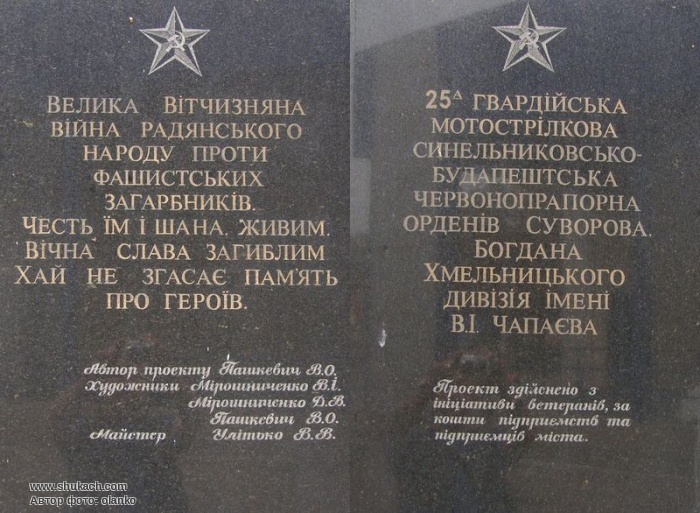 ВЕЛИКА ВІТЧИЗНЯНА
ВІЙНА РАДЯНСЬКОГО
НАРОДУ ПРОТИ
ФАШИСТСЬКИХ
ЗАГАРБНИКІВ.
ЧЕСТЬ ЇМ І ШАНА, ЖИВИМ,
ВІЧНА СЛАВА ЗАГИБЛИМ
ХАЙ НЕ ЗГАСАЄ ПАМ'ЯТЬ
ПРО ГЕРОЇВ.
Автор проекту Пашкевич В.О.
Художники Мірошниченко В.І.
Мірошниченко Д.В.
Пашкевич В.О.
Майстер Улітько В.В.
25А ГВАРДІЙСЬКА
МОТОСТРІЛКОВА
СИНЕЛЬНИКОВСЬКО-
БУДАПЕШТСЬКА
ЧЕРВОНОПРАПОРНА
ОРДЕНІВ СУВОРОВА,
БОГДАНА
ХМЕЛЬНИЦЬКОГО
ДИВІЗІЯ ІМЕНІ
В.І. ЧАПАЄВА
Проект здійснено з
ініціативи ветеранів, за
кошти підприємств та
підприємців міста.
www.shukach.com
Автор фото: olanko